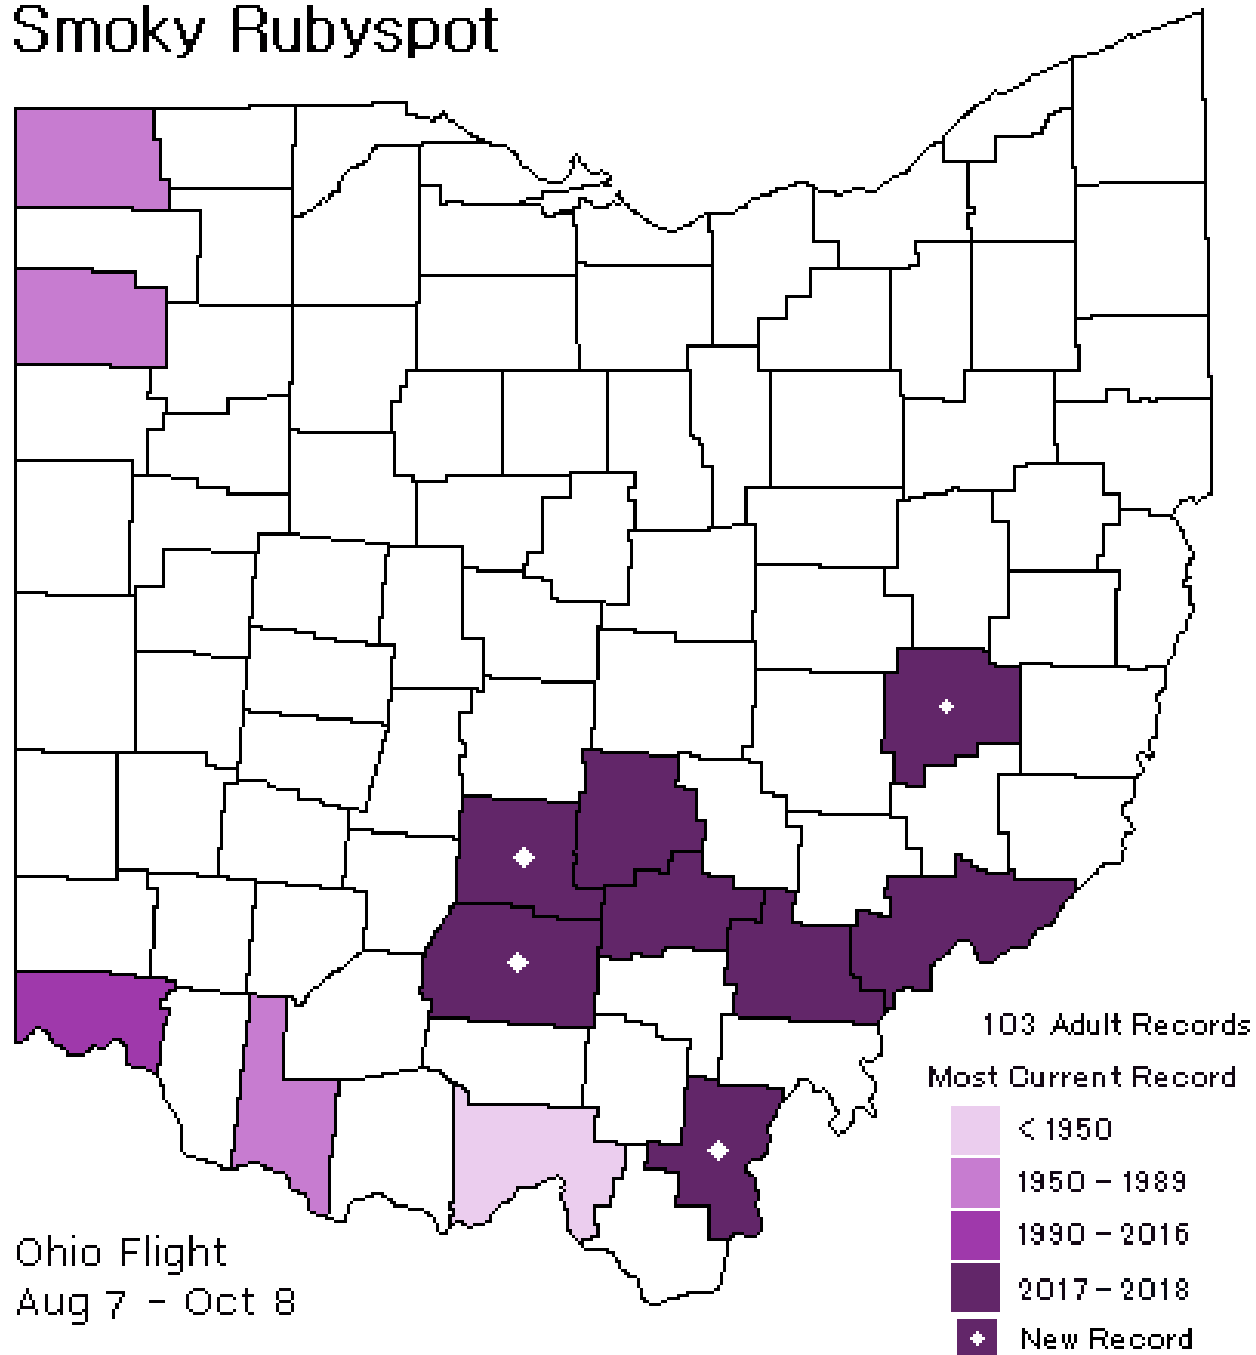 Smoky Rubyspot
103 Adult Records
Most Current Record
< 1950
1950 – 1989
1990 – 2016
2017 – 2018
New Record
Ohio Flight
Aug 7 – Oct 8